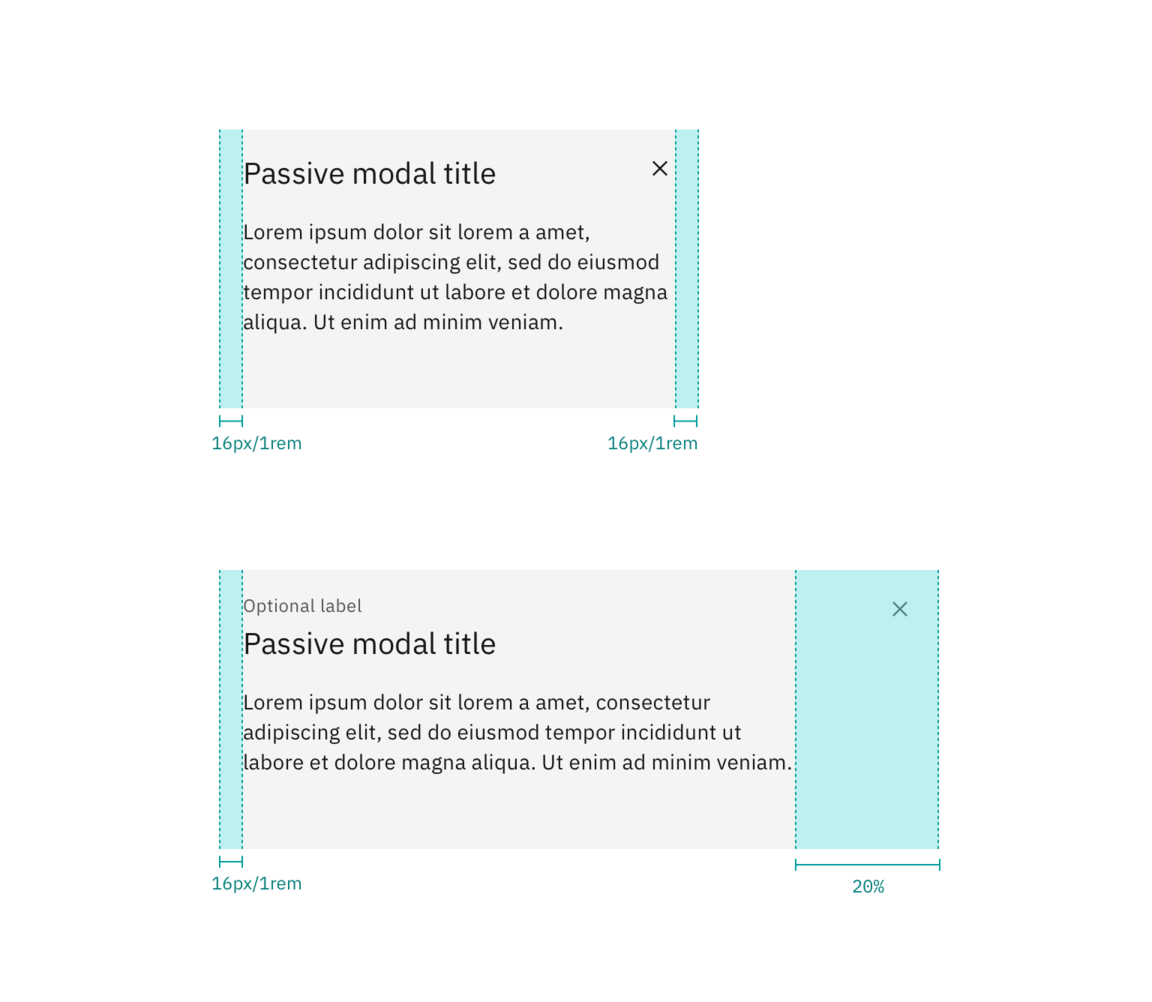 Passive modal title
Lorem ipsum dolor sit lorem a amet,
consectetur adipiscing elit, sed do eiusmod
tempor incididunt ut labore et dolore magna
aliqua. Ut enim ad minim veniam.
16px/1rem
16px/1rem
Optional label
Passive modal title
Lorem ipsum dolor sit lorem a amet, consectetur
adipiscing elit, sed do eiusmod tempor incididunt ut
labore et dolore magna aliqua. Ut enim ad minim veniam.
16px/1rem
20%